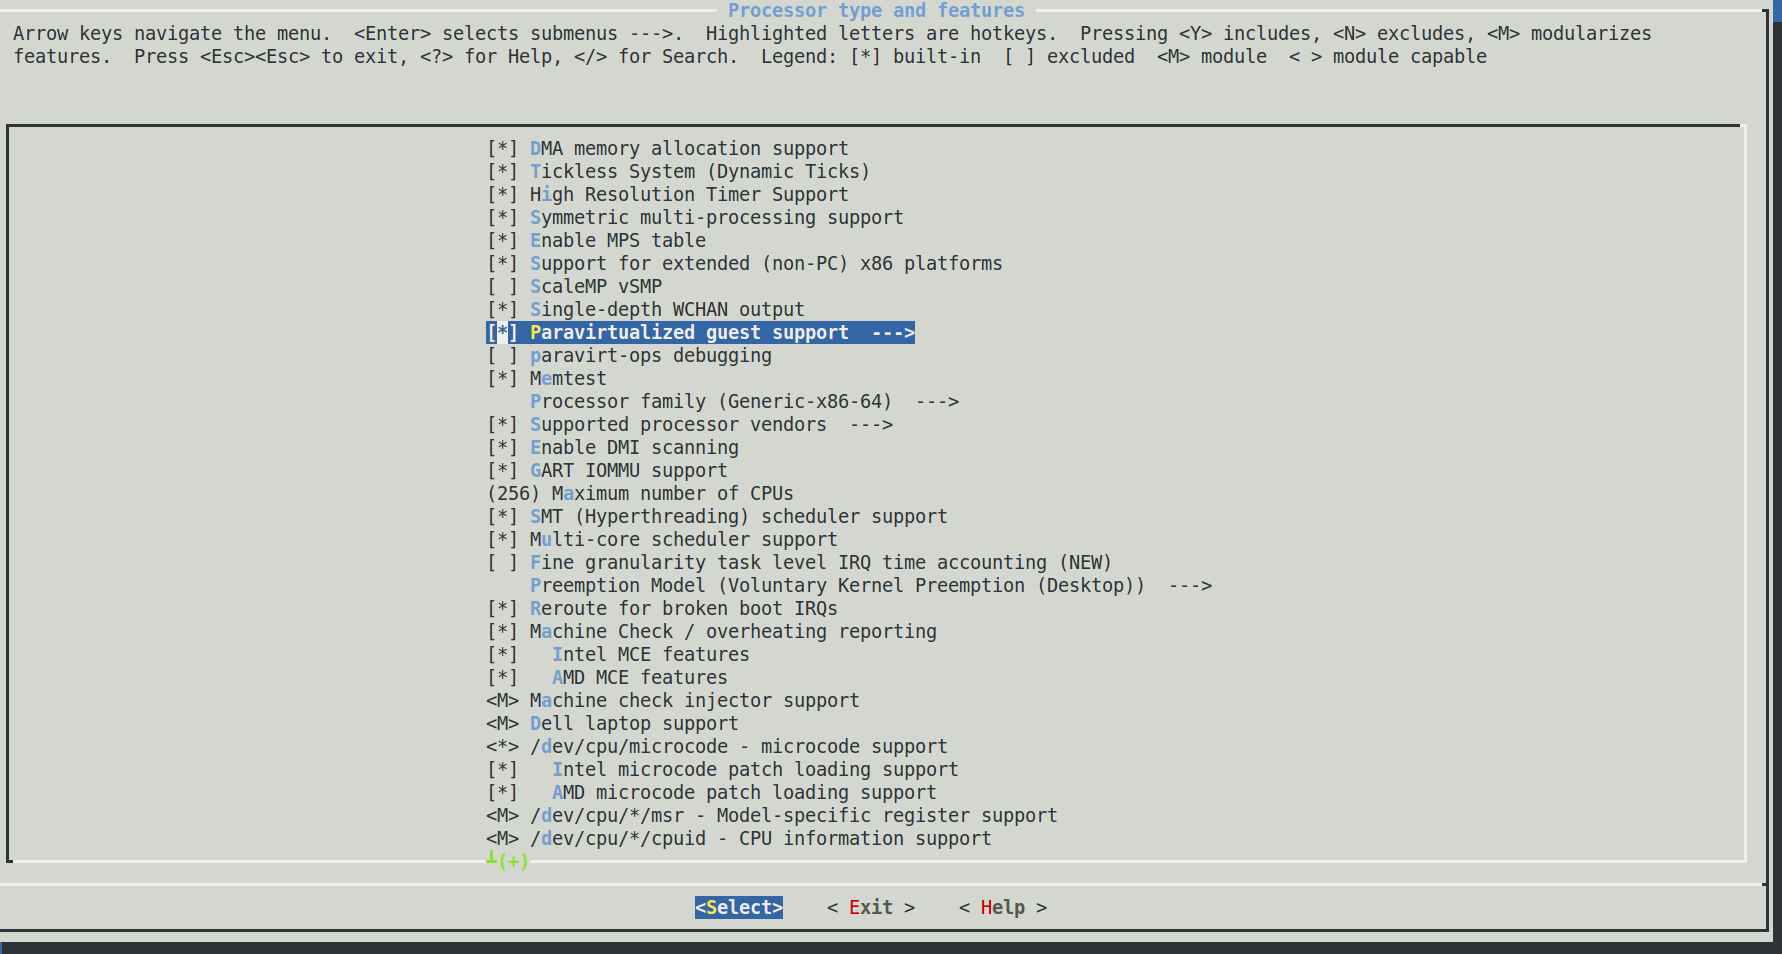 Processor type and features
Arrow keys navigate the menu.  <Enter> selects submenus --->.  Highlighted letters are hotkeys.  Pressing <Y> includes, <N> excludes, <M> modularizes
features.  Press <Esc><Esc> to exit, <?> for Help, </> for Search.  Legend: [*] built-in  [ ] excluded  <M> module  < > module capable
[*] DMA memory allocation support
[*] Tickless System (Dynamic Ticks)
[*] High Resolution Timer Support
[*] Symmetric multi-processing support
[*] Enable MPS table
[*] Support for extended (non-PC) x86 platforms
[ ] ScaleMP vSMP
[*] Single-depth WCHAN output
[*] Paravirtualized guest support  --->
[ ] paravirt-ops debugging
[*] Memtest
    Processor family (Generic-x86-64)  --->
[*] Supported processor vendors  --->
[*] Enable DMI scanning
[*] GART IOMMU support
(256) Maximum number of CPUs
[*] SMT (Hyperthreading) scheduler support
[*] Multi-core scheduler support
[ ] Fine granularity task level IRQ time accounting (NEW)
    Preemption Model (Voluntary Kernel Preemption (Desktop))  --->
[*] Reroute for broken boot IRQs
[*] Machine Check / overheating reporting
[*]   Intel MCE features
[*]   AMD MCE features
<M> Machine check injector support
<M> Dell laptop support
<*> /dev/cpu/microcode - microcode support
[*]   Intel microcode patch loading support
[*]   AMD microcode patch loading support
<M> /dev/cpu/*/msr - Model-specific register support
<M> /dev/cpu/*/cpuid - CPU information support
┴(+)
<Select>    < Exit >    < Help >